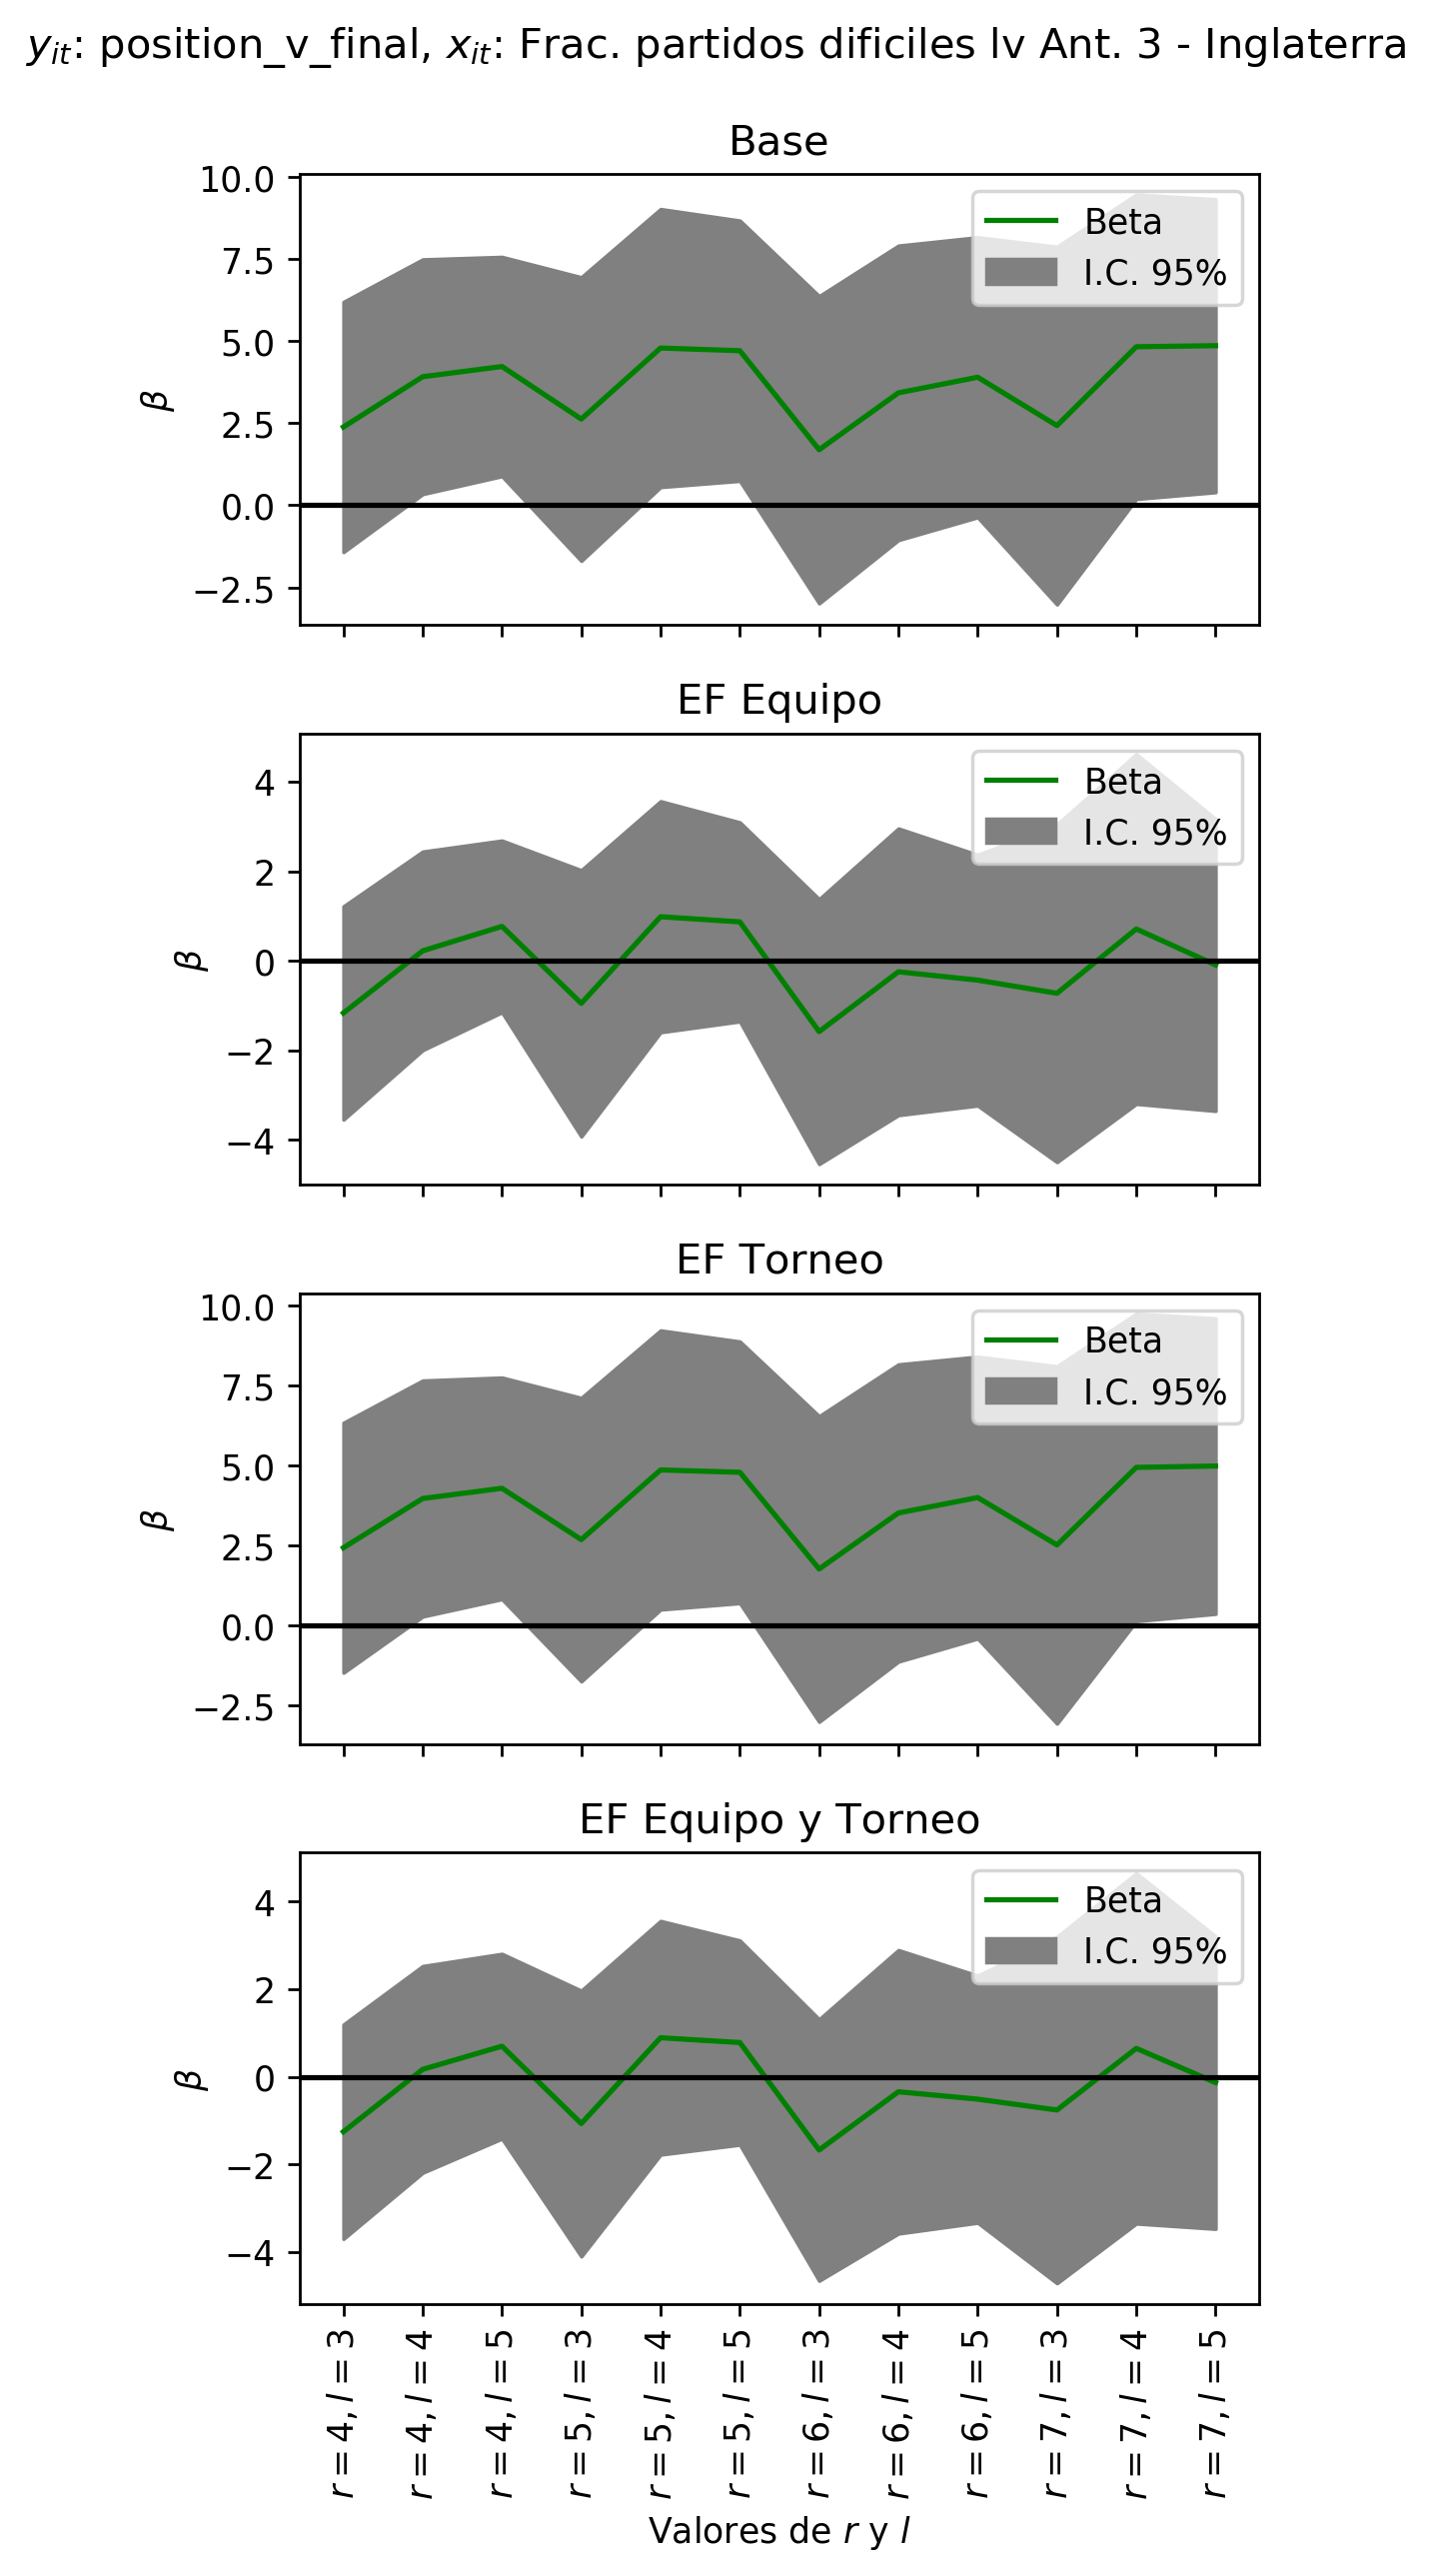 y_it: position_v_final, x_it: Frac. partidos dificiles lv Ant. 3 - Inglaterra
Base
10.0
7.5
5.0
2.5
0.0
−2.5
β
Beta
I.C. 95%
EF Equipo
4
2
0
−2
−4
β
Beta
I.C. 95%
EF Torneo
10.0
7.5
5.0
2.5
0.0
−2.5
β
Beta
I.C. 95%
EF Equipo y Torneo
4
2
0
−2
−4
β
Beta
I.C. 95%
r = 4, l = 3
r = 4, l = 4
r = 4, l = 5
r = 5, l = 3
r = 5, l = 4
r = 5, l = 5
r = 6, l = 3
r = 6, l = 4
r = 6, l = 5
r = 7, l = 3
r = 7, l = 4
r = 7, l = 5
Valores de r y l